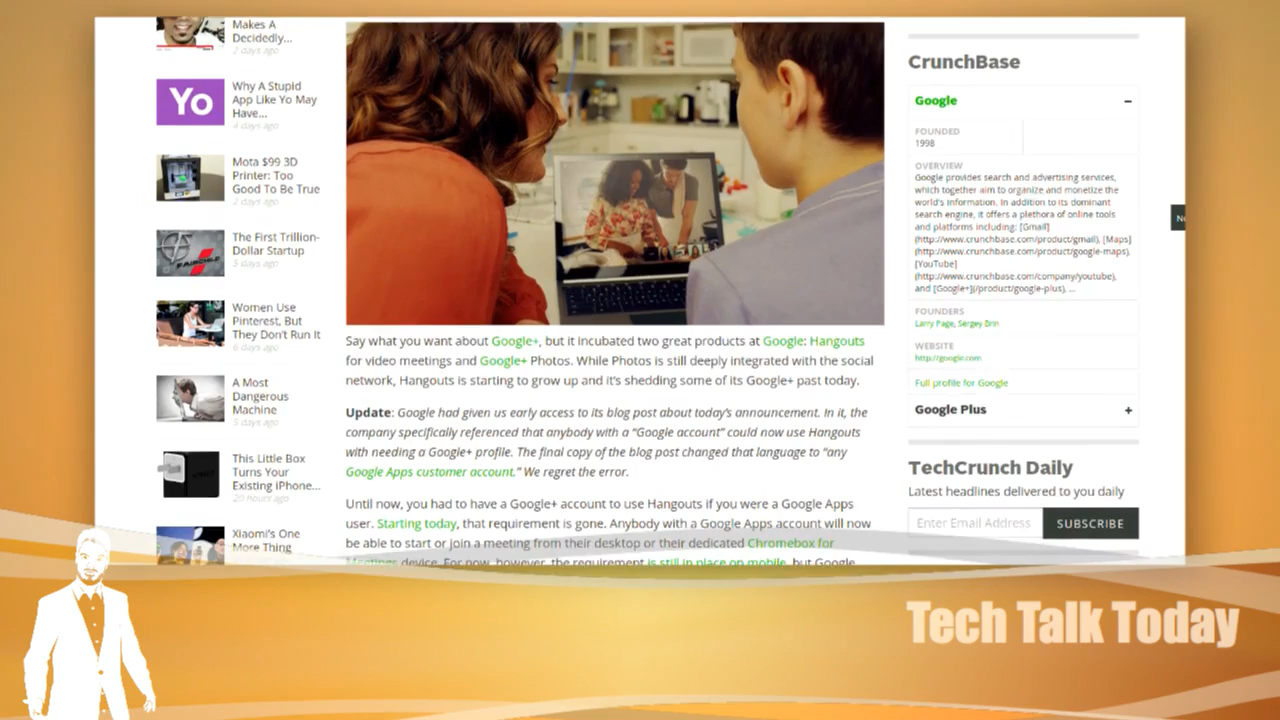 Makes A
Decidedly...
2 days ago
Yo
Why A Stupid
App Like Yo May
Have...
4 days ago
Mota $99 3D
Printer: Too
Good To Be True
2 days ago
The First Trillion-
Dollar Startup
5 days ago
Women Use
Pinterest, But
They Don't Run It
6 days ago
A Most
Dangerous
Machine
5 days ago
This Little Box
Turns Your
Existing iPhone...
20 hours ago
Xiaomi's One
More Thing
Say what you want about Google+, but it incubated two great products at Google: Hangouts
for video meetings and Google+ Photos. While Photos is still deeply integrated with the social
network, Hangouts is starting to grow up and it's shedding some of its Google+ past today.
Update: Google had given us early access to its blog post about today's announcement. In it, the
company specifically referenced that anybody with a “Google account” could now use Hangouts
with needing a Google+ profile. The final copy of the blog post changed that language to “any
Google Apps customer account.” We regret the error.
Until now, you had to have a Google+ account to use Hangouts if you were a Google Apps
user. Starting today, that requirement is gone. Anybody with a Google Apps account will now
be able to start or join a meeting from their desktop or their dedicated Chromebox for
Meetings device. For now, however, the requirement is still in place on mobile, but Google
CrunchBase
Google −
FOUNDED
1998
OVERVIEW
Google provides search and advertising services,
which together aim to organize and monetize the
world's information. In addition to its dominant
search engine, it offers a plethora of online tools
and platforms including: [Gmail]
(http://www.crunchbase.com/product/gmail), [Maps]
(http://www.crunchbase.com/product/google-maps),
[YouTube]
(http://www.crunchbase.com/company/youtube),
and [Google+](/product/google-plus), ...
FOUNDERS
Larry Page, Sergey Brin
WEBSITE
http://google.com
Full profile for Google
Google Plus +
TechCrunch Daily
Latest headlines delivered to you daily
Enter Email Address
SUBSCRIBE
Tech Talk Today